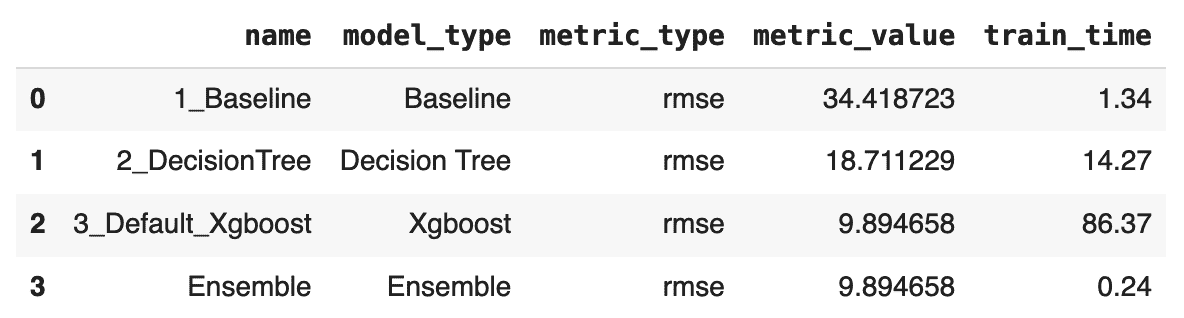 name model_type metric_type metric_value train_time
0 1_Baseline Baseline rmse 34.418723 1.34
1 2_DecisionTree Decision Tree rmse 18.711229 14.27
2 3_Default_Xgboost Xgboost rmse 9.894658 86.37
3 Ensemble Ensemble rmse 9.894658 0.24